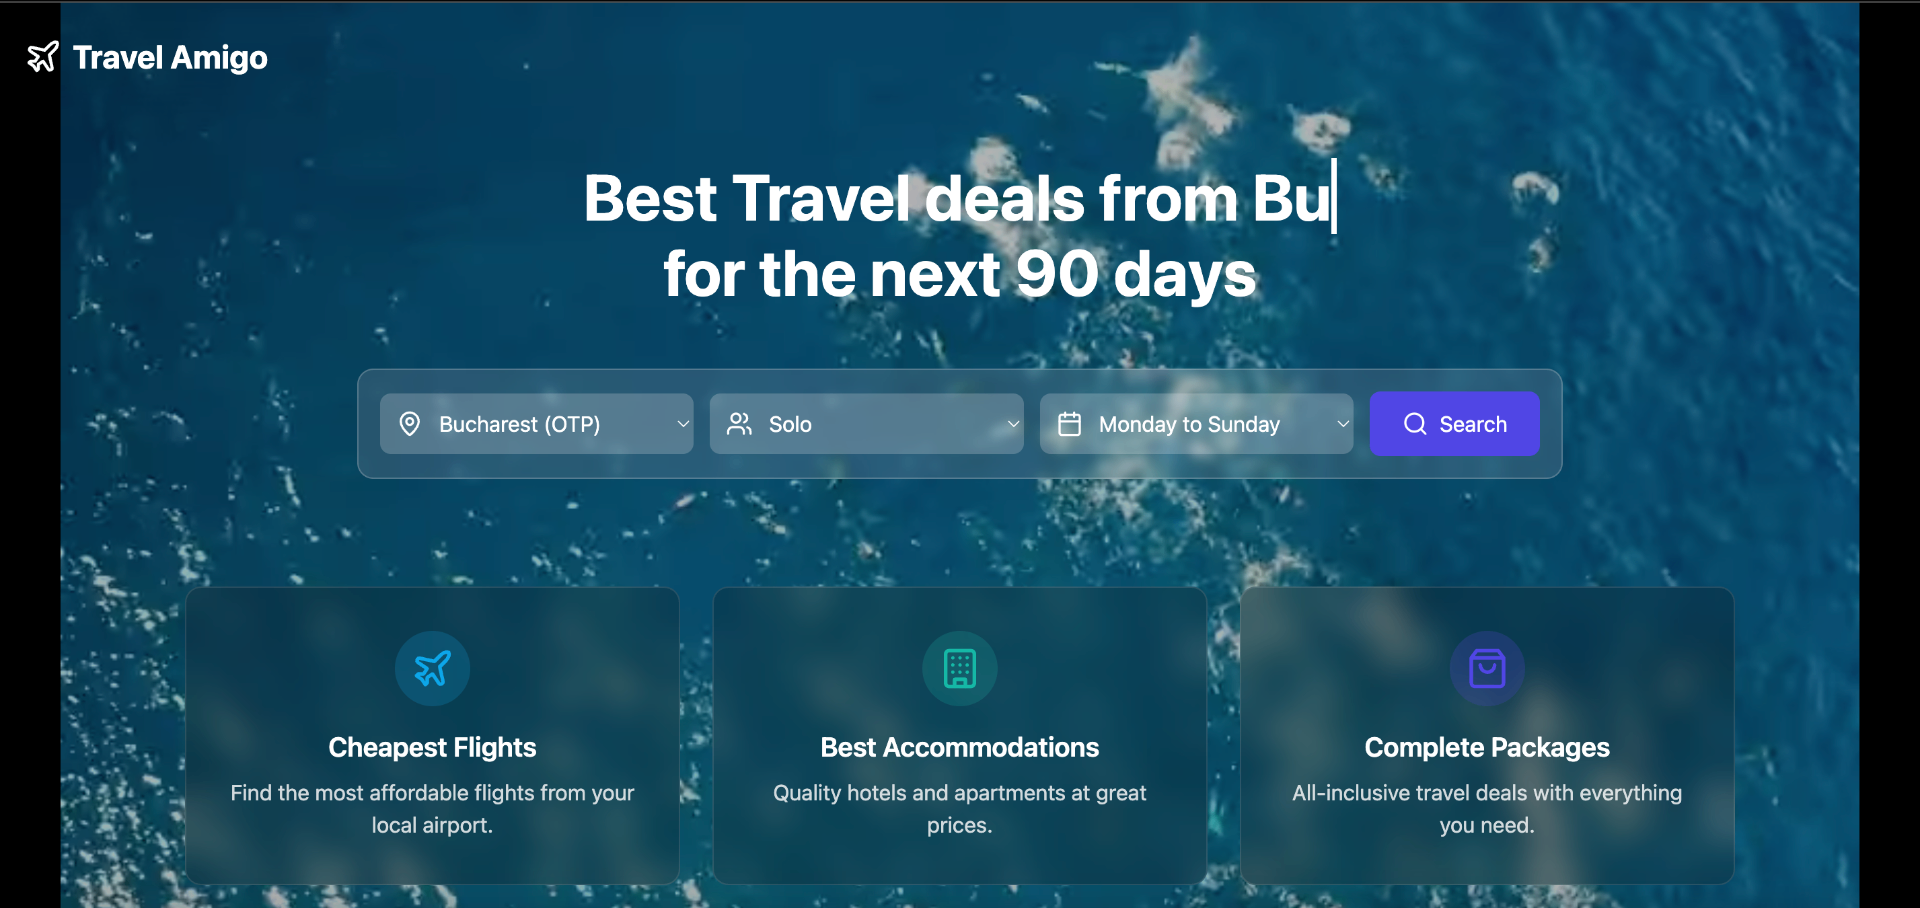 Travel Amigo
Best Travel deals from Bu
for the next 90 days
Bucharest (OTP)
Solo
Monday to Sunday
Search
Cheapest Flights
Find the most affordable flights from your
local airport.
Best Accommodations
Quality hotels and apartments at great
prices.
Complete Packages
All-inclusive travel deals with everything
you need.